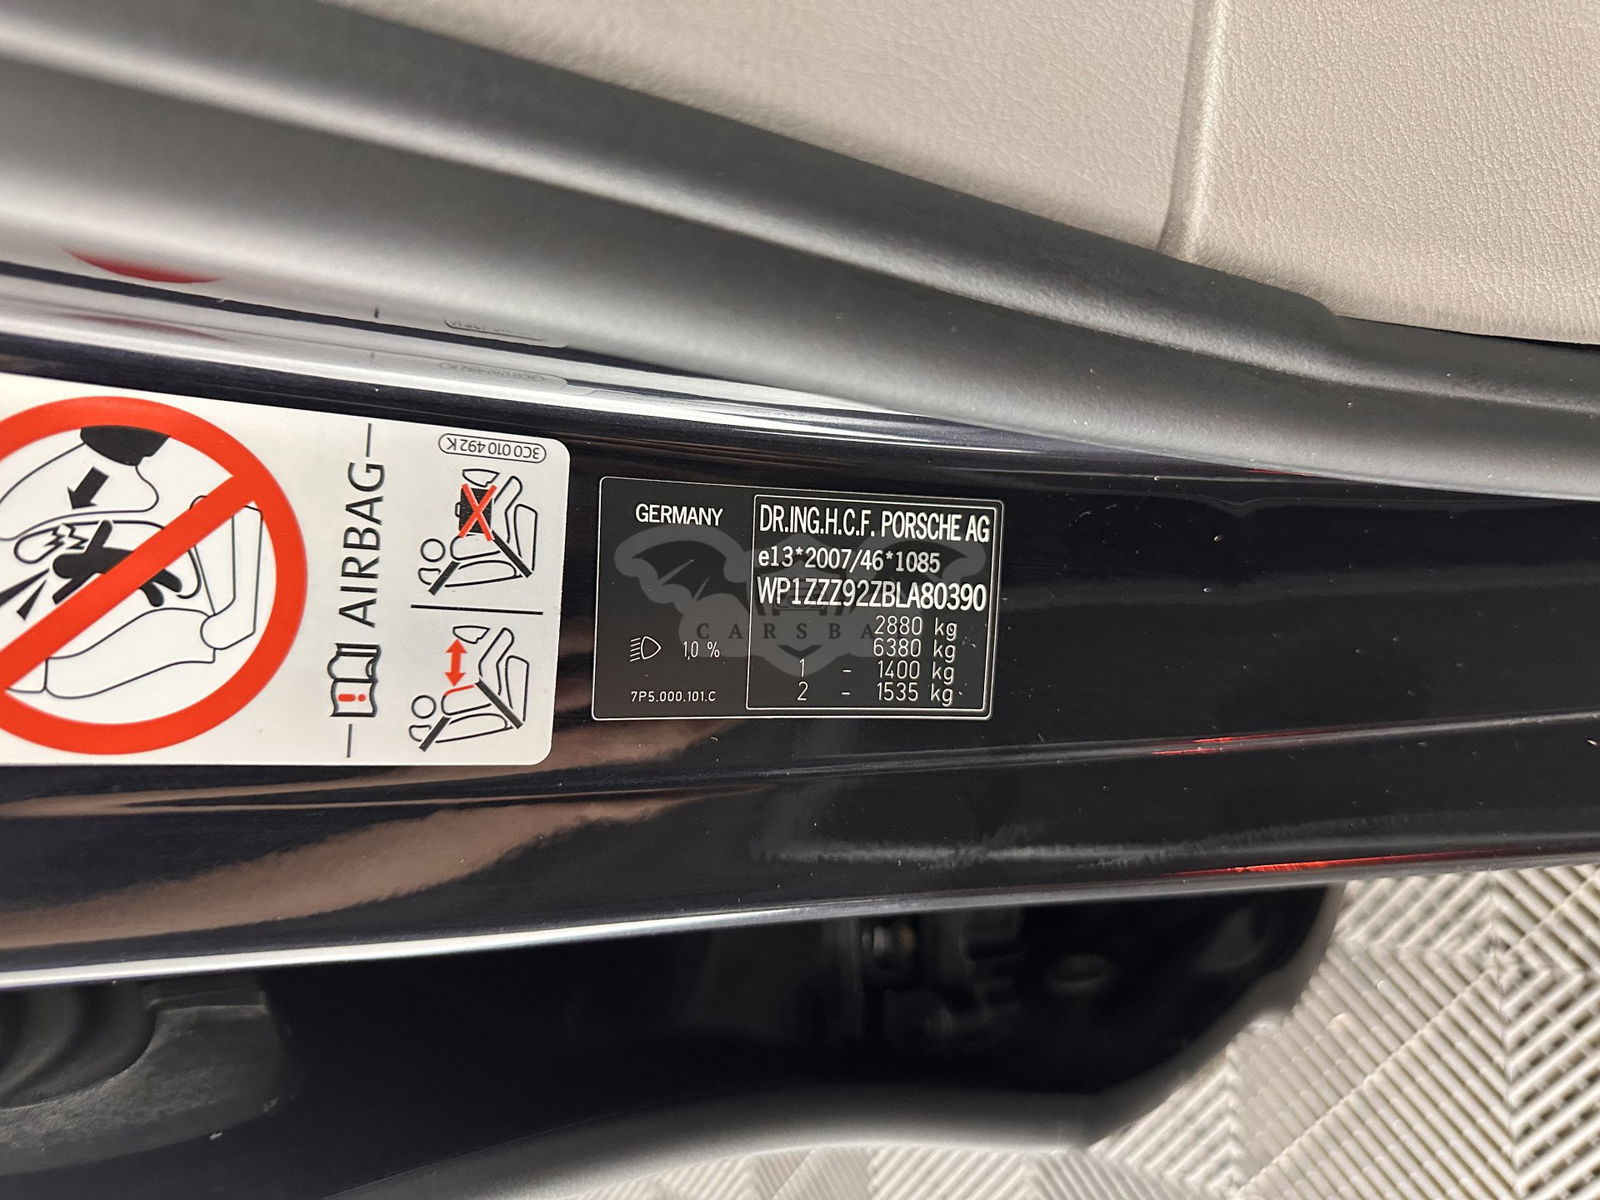 AIRBAG
3C0 010 492 K
GERMANY
1,0 %
7P5.000.101.C
DR.ING.H.C.F. PORSCHE AG
e13*2007/46*1085
WP1ZZZ92ZBLA80390
2880 kg
6380 kg
1 - 1400 kg
2 - 1535 kg
CARSBA